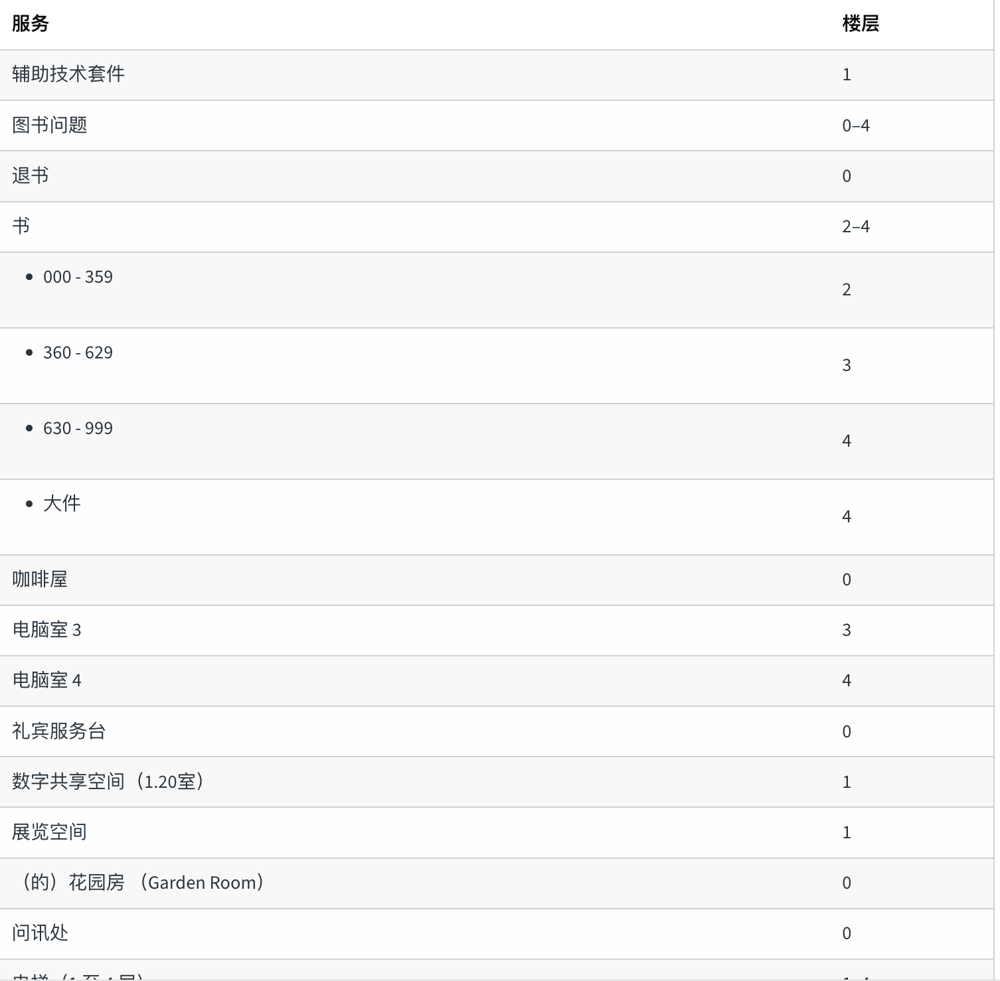 服务 楼层
辅助技术套件 1
图书问题 0–4
退书 0
书 2–4
• 000 - 359 2
• 360 - 629 3
• 630 - 999 4
• 大件 4
咖啡屋 0
电脑室 3 3
电脑室 4 4
礼宾服务台 0
数字共享空间（1.20室） 1
展览空间 1
（的）花园房 （Garden Room） 0
问讯处 0